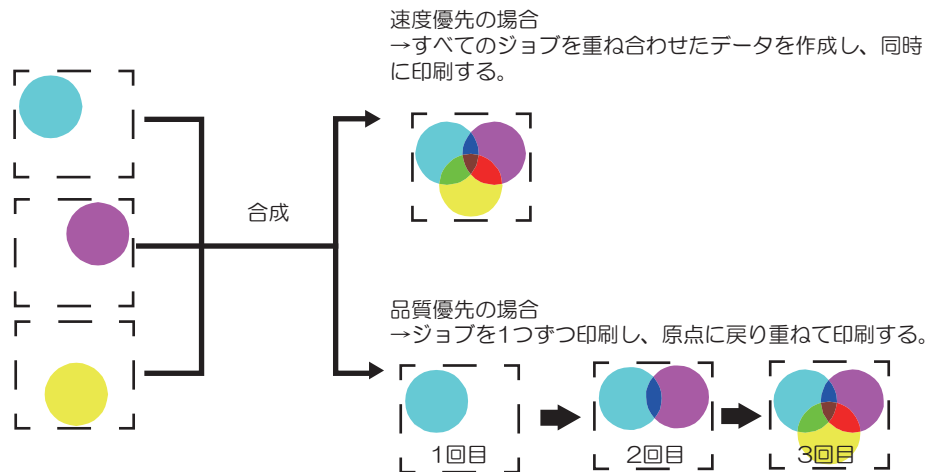 速度優先の場合
→すべてのジョブを重ね合わせたデータを作成し、同時
に印刷する。
合成
品質優先の場合
→ジョブを1つずつ印刷し、原点に戻り重ねて印刷する。
1回目
2回目
3回目